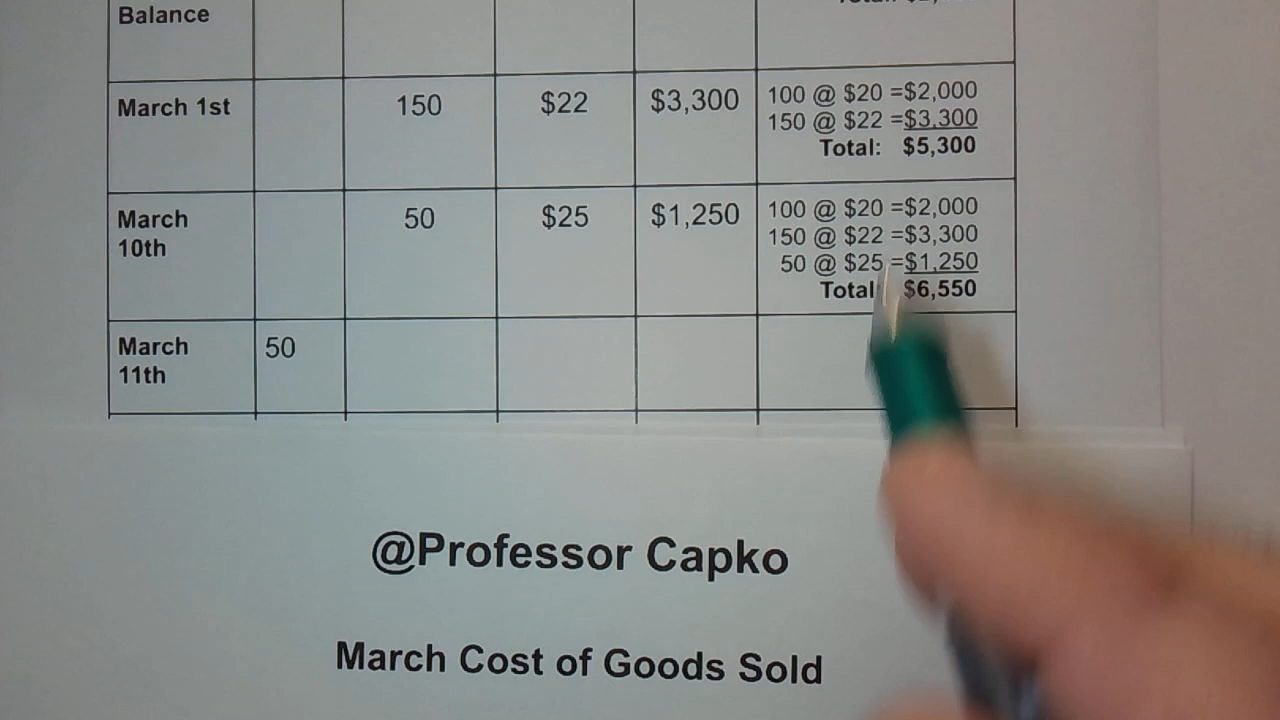 Balance
March 1st 150 $22 $3,300 100 @ $20 =$2,000
150 @ $22 =$3,300
Total: $5,300
March 10th 50 $25 $1,250 100 @ $20 =$2,000
150 @ $22 =$3,300
50 @ $25 =$1,250
Total $6,550
March 11th 50
@Professor Capko
March Cost of Goods Sold